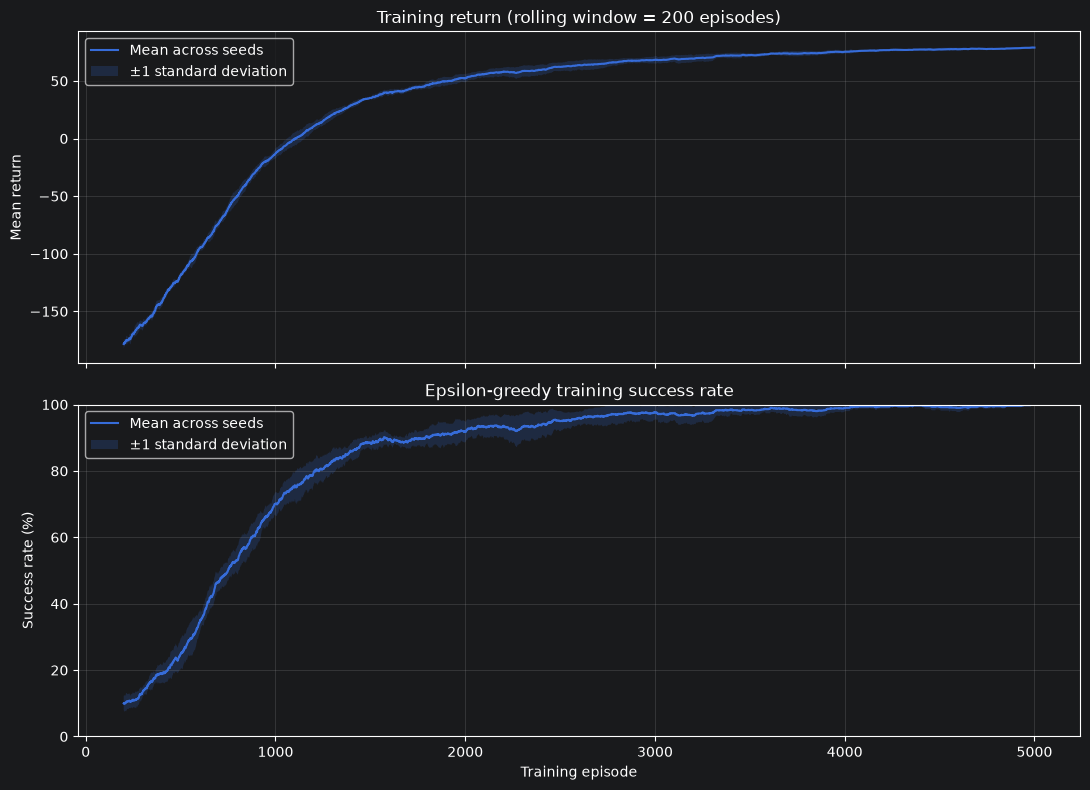 Training return (rolling window = 200 episodes)
Mean across seeds
±1 standard deviation
Mean return
50
0
−50
−100
−150
Epsilon-greedy training success rate
Mean across seeds
±1 standard deviation
Success rate (%)
100
80
60
40
20
0
0 1000 2000 3000 4000 5000
Training episode